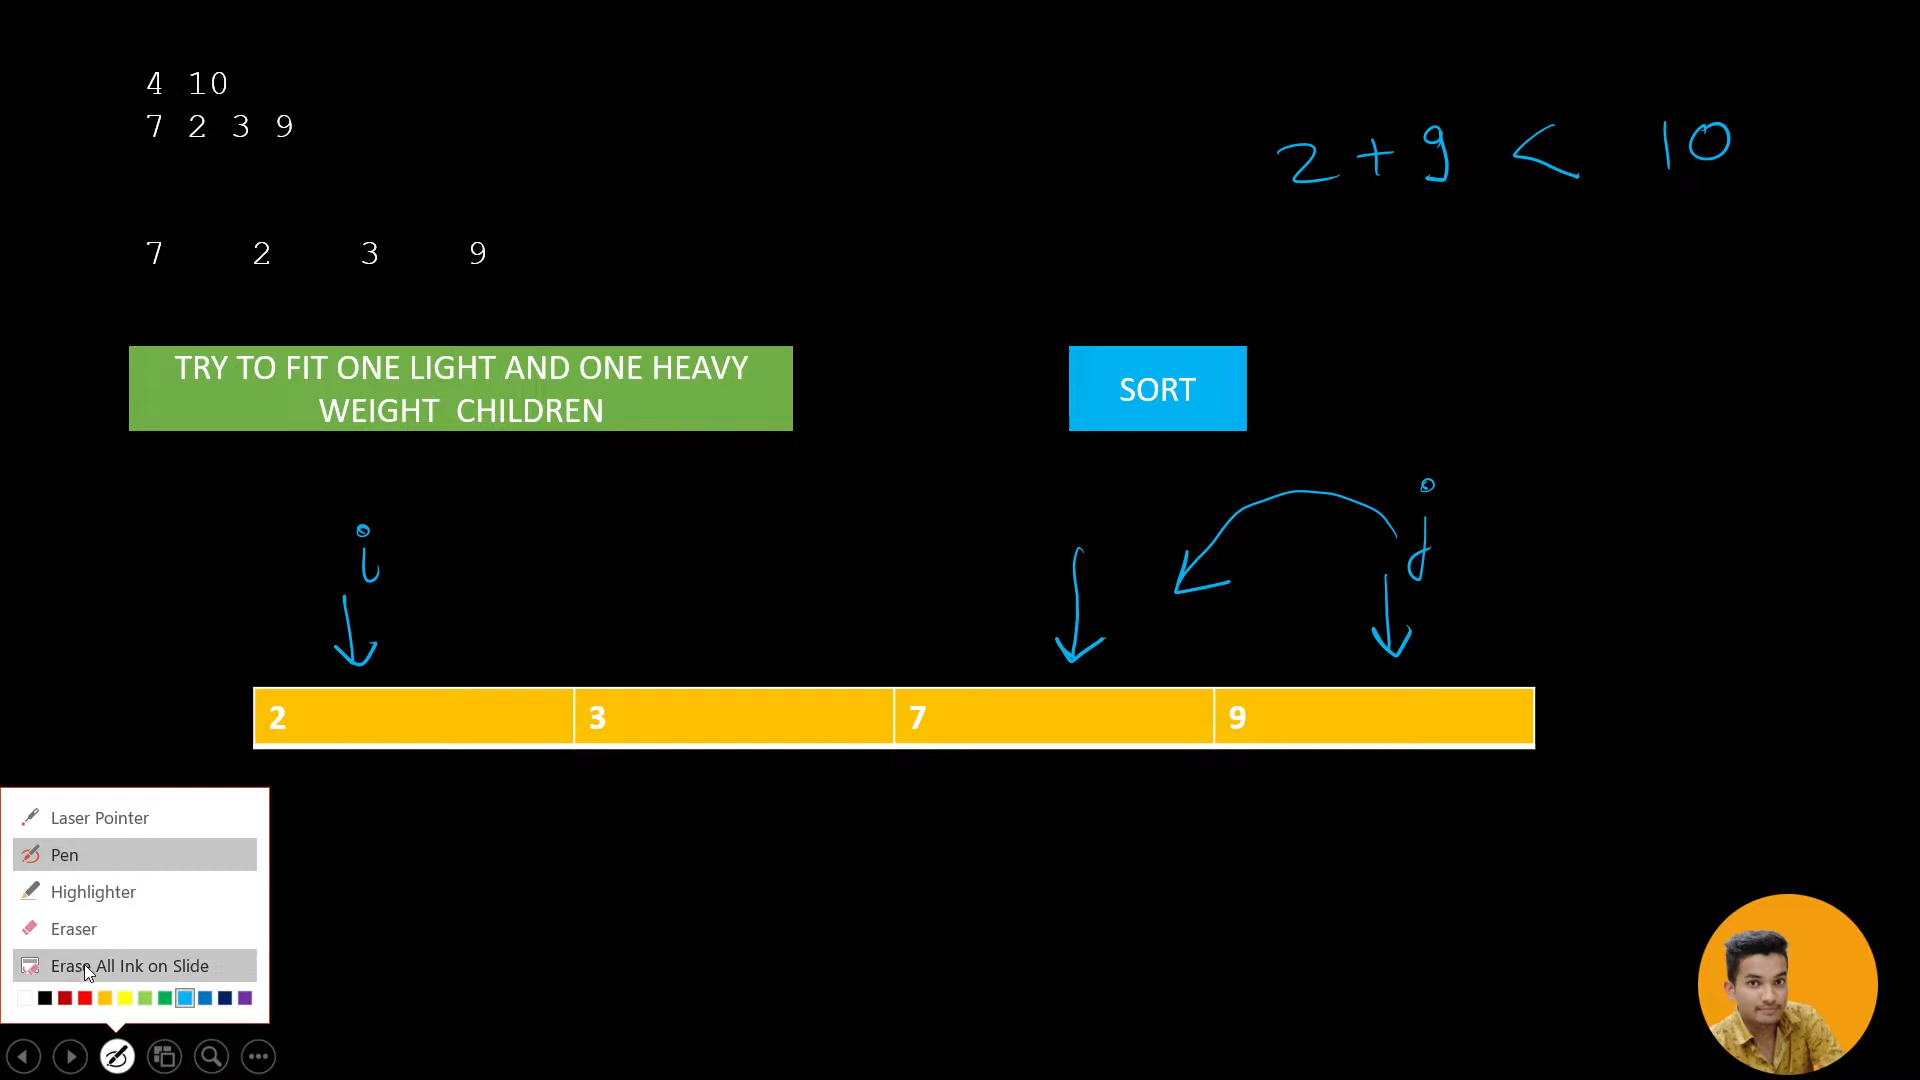 4 10
7 2 3 9
2 + 9 < 10
7 2 3 9
TRY TO FIT ONE LIGHT AND ONE HEAVY
WEIGHT CHILDREN
SORT
i
j
2 3 7 9
Laser Pointer
Pen
Highlighter
Eraser
Erase All Ink on Slide